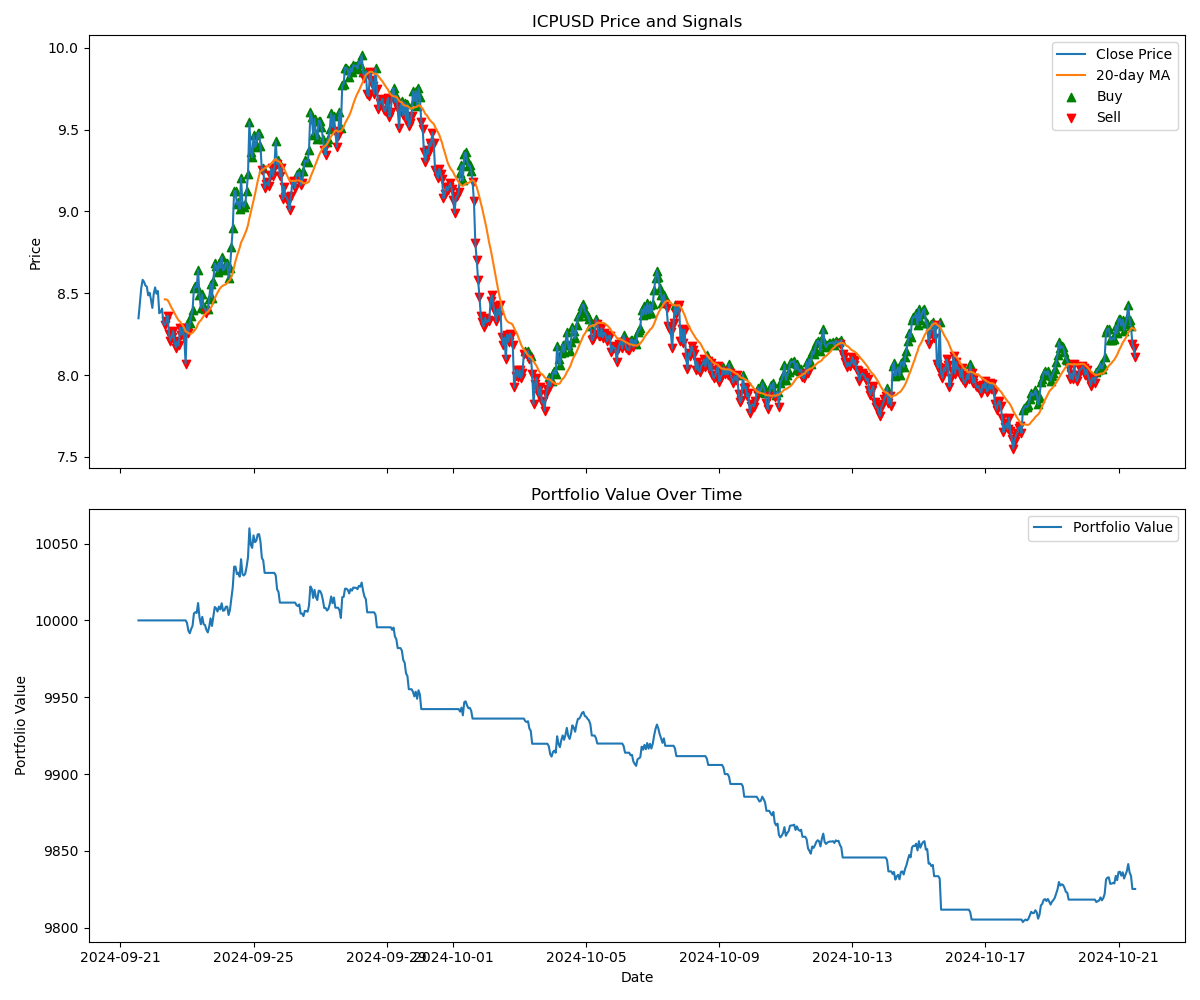 ICPUSD Price and Signals
10.0
9.5
9.0
8.5
8.0
7.5
Price
Close Price
20-day MA
Buy
Sell
Portfolio Value Over Time
10050
10000
9950
9900
9850
9800
Portfolio Value
Portfolio Value
2024-09-21
2024-09-25
2024-09-29
2024-10-01
2024-10-05
2024-10-09
2024-10-13
2024-10-17
2024-10-21
Date